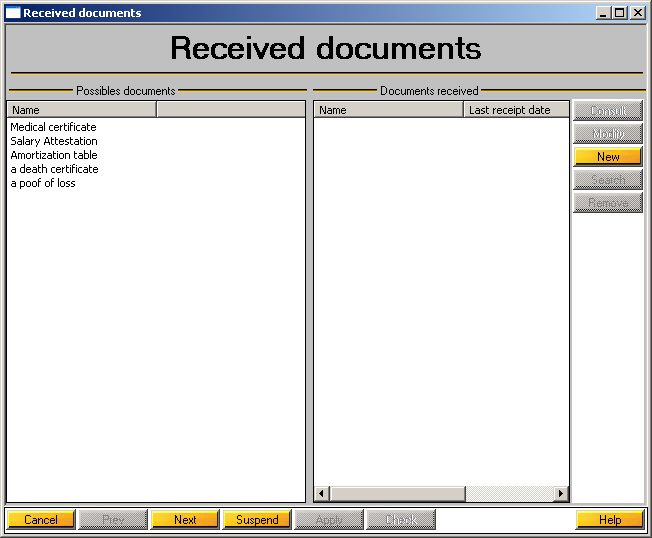 Received documents
Received documents
Possibles documents
Documents received
Name
Name Last receipt date
Medical certificate
Salary Attestation
Amortization table
a death certificate
a poof of loss
Consult
Modify
New
Search
Remove
Cancel Prev Next Suspend Apply Check Help